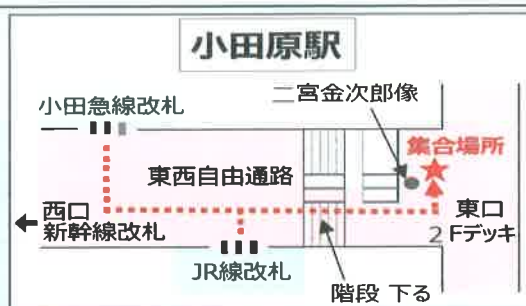 小田原駅
小田急線改札
二宮金次郎像
集合場所
東西自由通路
西口
新幹線改札
東口
2Fデッキ
JR線改札
階段 下る